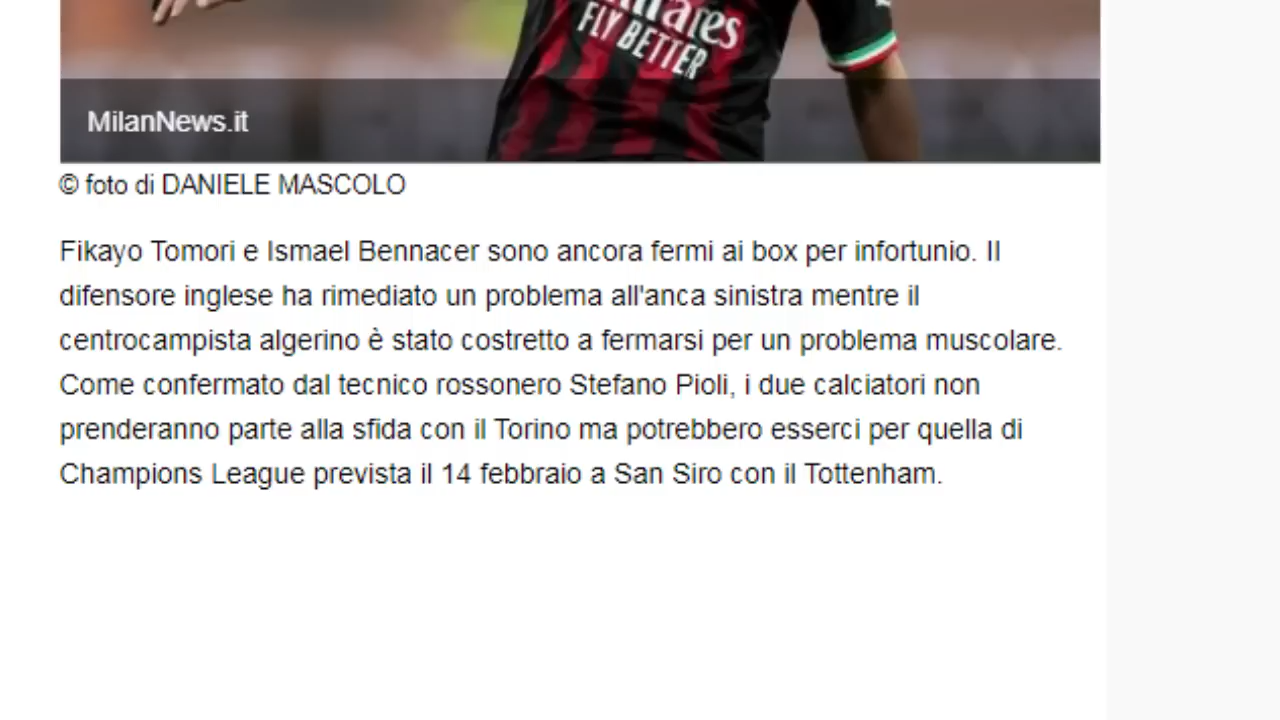 Emirates
FLY BETTER
MilanNews.it
© foto di DANIELE MASCOLO
Fikayo Tomori e Ismael Bennacer sono ancora fermi ai box per infortunio. Il
difensore inglese ha rimediato un problema all'anca sinistra mentre il
centrocampista algerino è stato costretto a fermarsi per un problema muscolare.
Come confermato dal tecnico rossonero Stefano Pioli, i due calciatori non
prenderanno parte alla sfida con il Torino ma potrebbero esserci per quella di
Champions League prevista il 14 febbraio a San Siro con il Tottenham.